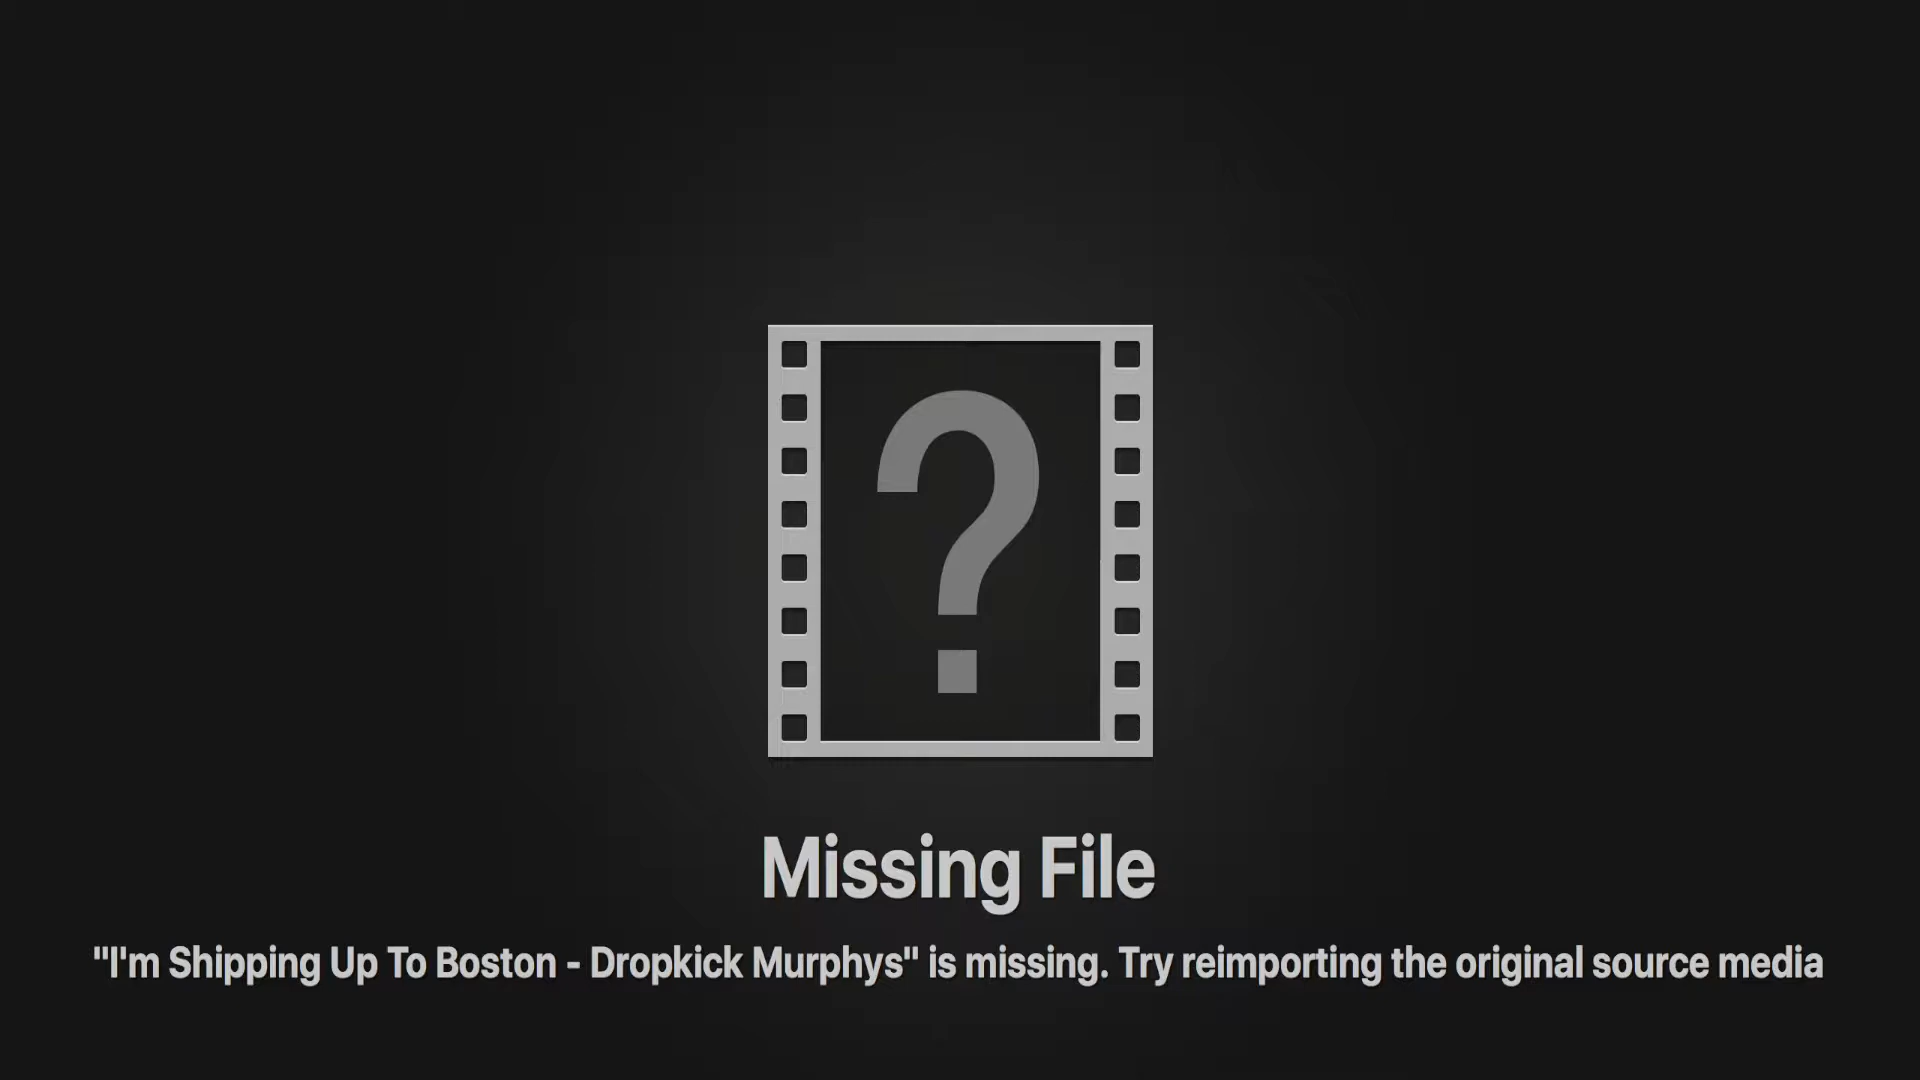 ?
Missing File
"I'm Shipping Up To Boston - Dropkick Murphys" is missing. Try reimporting the original source media